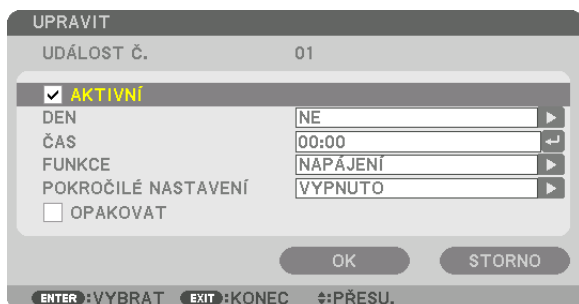 UPRAVIT
UDÁLOST Č. 01
AKTIVNÍ
DEN NE
ČAS 00:00
FUNKCE NAPÁJENÍ
POKROČILÉ NASTAVENÍ VYPNUTO
OPAKOVAT
OK STORNO
ENTER:VYBRAT EXIT:KONEC :PŘESU.